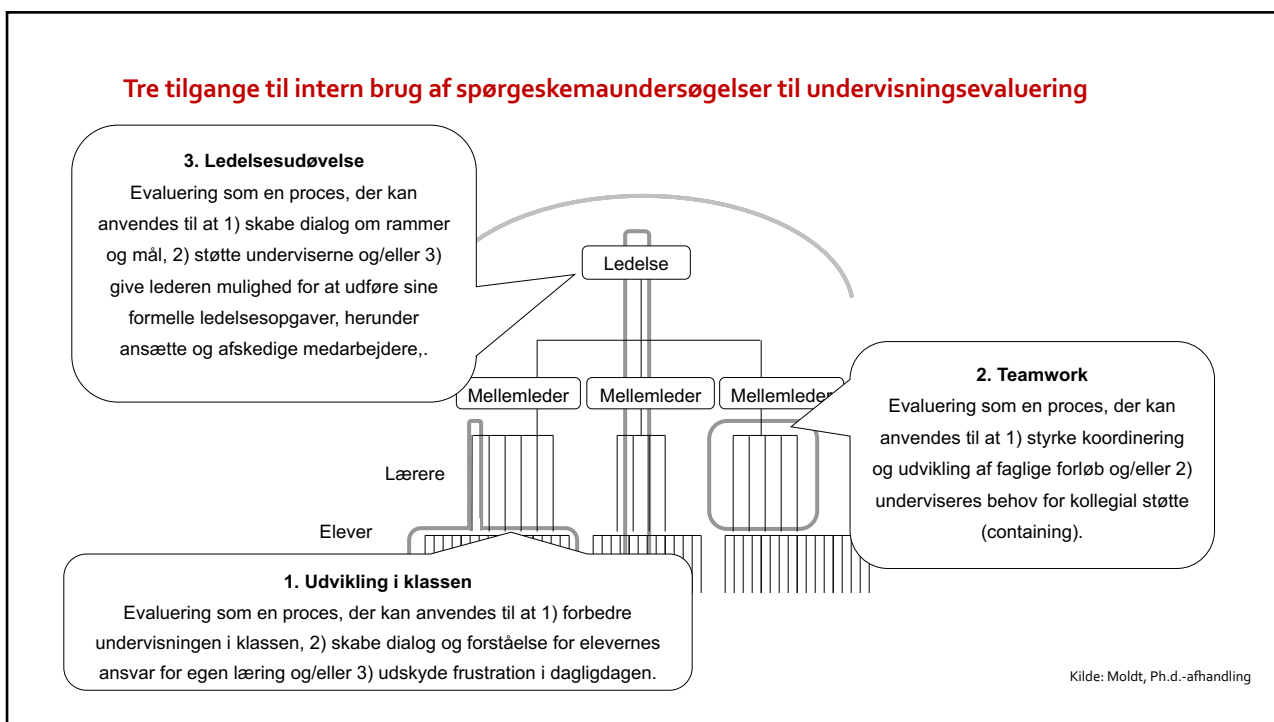 Tre tilgange til intern brug af spørgeskemaundersøgelser til undervisningsevaluering
3. Ledelsesudøvelse
Evaluering som en proces, der kan
anvendes til at 1) skabe dialog om rammer
og mål, 2) støtte underviserne og/eller 3)
give lederen mulighed for at udføre sine
formelle ledelsesopgaver, herunder
ansætte og afskedige medarbejdere,.
Ledelse
Mellemleder
Mellemleder
Mellemleder
2. Teamwork
Evaluering som en proces, der kan
anvendes til at 1) styrke koordinering
og udvikling af faglige forløb og/eller 2)
underviseres behov for kollegial støtte
(containing).
Lærere
Elever
1. Udvikling i klassen
Evaluering som en proces, der kan anvendes til at 1) forbedre
undervisningen i klassen, 2) skabe dialog og forståelse for elevernes
ansvar for egen læring og/eller 3) udskyde frustration i dagligdagen.
Kilde: Moldt, Ph.d.-afhandling